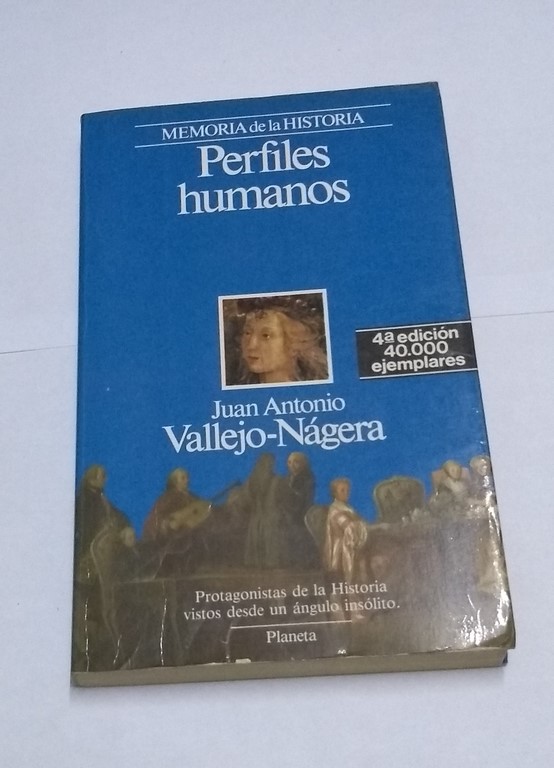 MEMORIA de la HISTORIA
Perfiles
humanos
4ª edición
40.000
ejemplares
Juan Antonio
Vallejo-Nágera
Protagonistas de la Historia
vistos desde un ángulo insólito.
Planeta